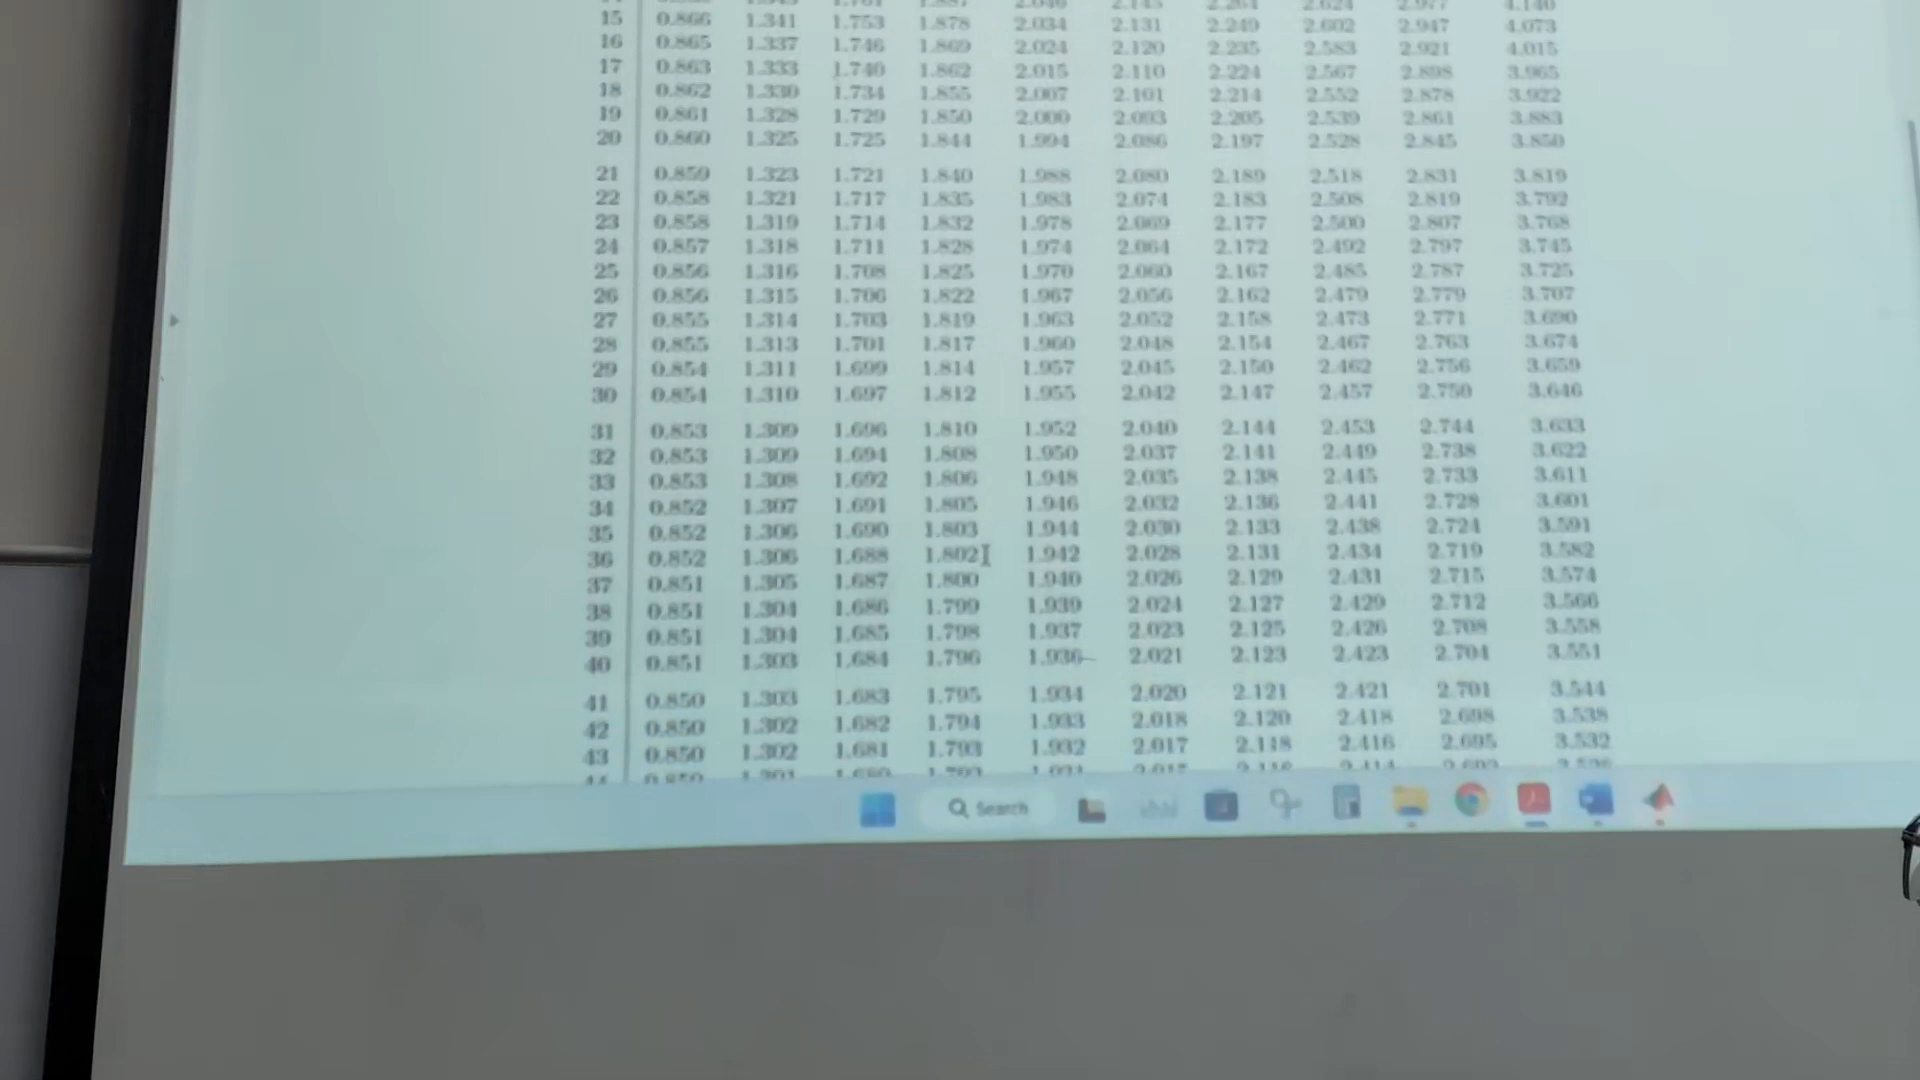 15 0.866 1.341 1.753 1.878 2.034 2.131 2.249 2.602 2.947 4.073
16 0.865 1.337 1.746 1.869 2.024 2.120 2.235 2.583 2.921 4.015
17 0.863 1.333 1.740 1.862 2.015 2.110 2.224 2.567 2.898 3.965
18 0.862 1.330 1.734 1.855 2.007 2.101 2.214 2.552 2.878 3.922
19 0.861 1.328 1.729 1.850 2.000 2.093 2.205 2.539 2.861 3.883
20 0.860 1.325 1.725 1.844 1.994 2.086 2.197 2.528 2.845 3.850
21 0.859 1.323 1.721 1.840 1.988 2.080 2.189 2.518 2.831 3.819
22 0.858 1.321 1.717 1.835 1.983 2.074 2.183 2.508 2.819 3.792
23 0.858 1.319 1.714 1.832 1.978 2.069 2.177 2.500 2.807 3.768
24 0.857 1.318 1.711 1.828 1.974 2.064 2.172 2.492 2.797 3.745
25 0.856 1.316 1.708 1.825 1.970 2.060 2.167 2.485 2.787 3.725
26 0.856 1.315 1.706 1.822 1.967 2.056 2.162 2.479 2.779 3.707
27 0.855 1.314 1.703 1.819 1.963 2.052 2.158 2.473 2.771 3.690
28 0.855 1.313 1.701 1.817 1.960 2.048 2.154 2.467 2.763 3.674
29 0.854 1.311 1.699 1.814 1.957 2.045 2.150 2.462 2.756 3.659
30 0.854 1.310 1.697 1.812 1.955 2.042 2.147 2.457 2.750 3.646
31 0.853 1.309 1.696 1.810 1.952 2.040 2.144 2.453 2.744 3.633
32 0.853 1.309 1.694 1.808 1.950 2.037 2.141 2.449 2.738 3.622
33 0.853 1.308 1.692 1.806 1.948 2.035 2.138 2.445 2.733 3.611
34 0.852 1.307 1.691 1.805 1.946 2.032 2.136 2.441 2.728 3.601
35 0.852 1.306 1.690 1.803 1.944 2.030 2.133 2.438 2.724 3.591
36 0.852 1.306 1.688 1.802 1.942 2.028 2.131 2.434 2.719 3.582
37 0.851 1.305 1.687 1.800 1.940 2.026 2.129 2.431 2.715 3.574
38 0.851 1.304 1.686 1.799 1.939 2.024 2.127 2.429 2.712 3.566
39 0.851 1.304 1.685 1.798 1.937 2.023 2.125 2.426 2.708 3.558
40 0.851 1.303 1.684 1.796 1.936 2.021 2.123 2.423 2.704 3.551
41 0.850 1.303 1.683 1.795 1.934 2.020 2.121 2.421 2.701 3.544
42 0.850 1.302 1.682 1.794 1.933 2.018 2.120 2.418 2.698 3.538
43 0.850 1.302 1.681 1.793 1.932 2.017 2.118 2.416 2.695 3.532
Search